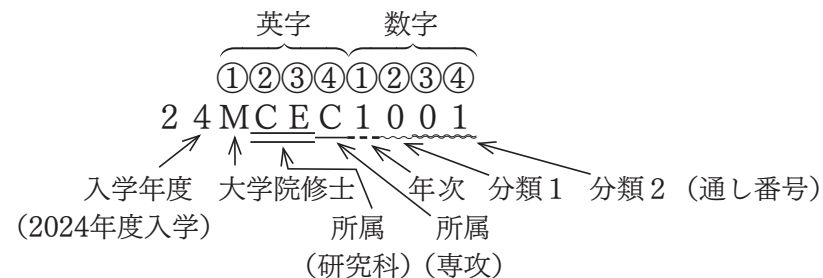 英字 数字
①②③④①②③④
24MCEC1001
入学年度 大学院修士 年次 分類1 分類2(通し番号)
(2024年度入学) 所属 所属
(研究科)(専攻)